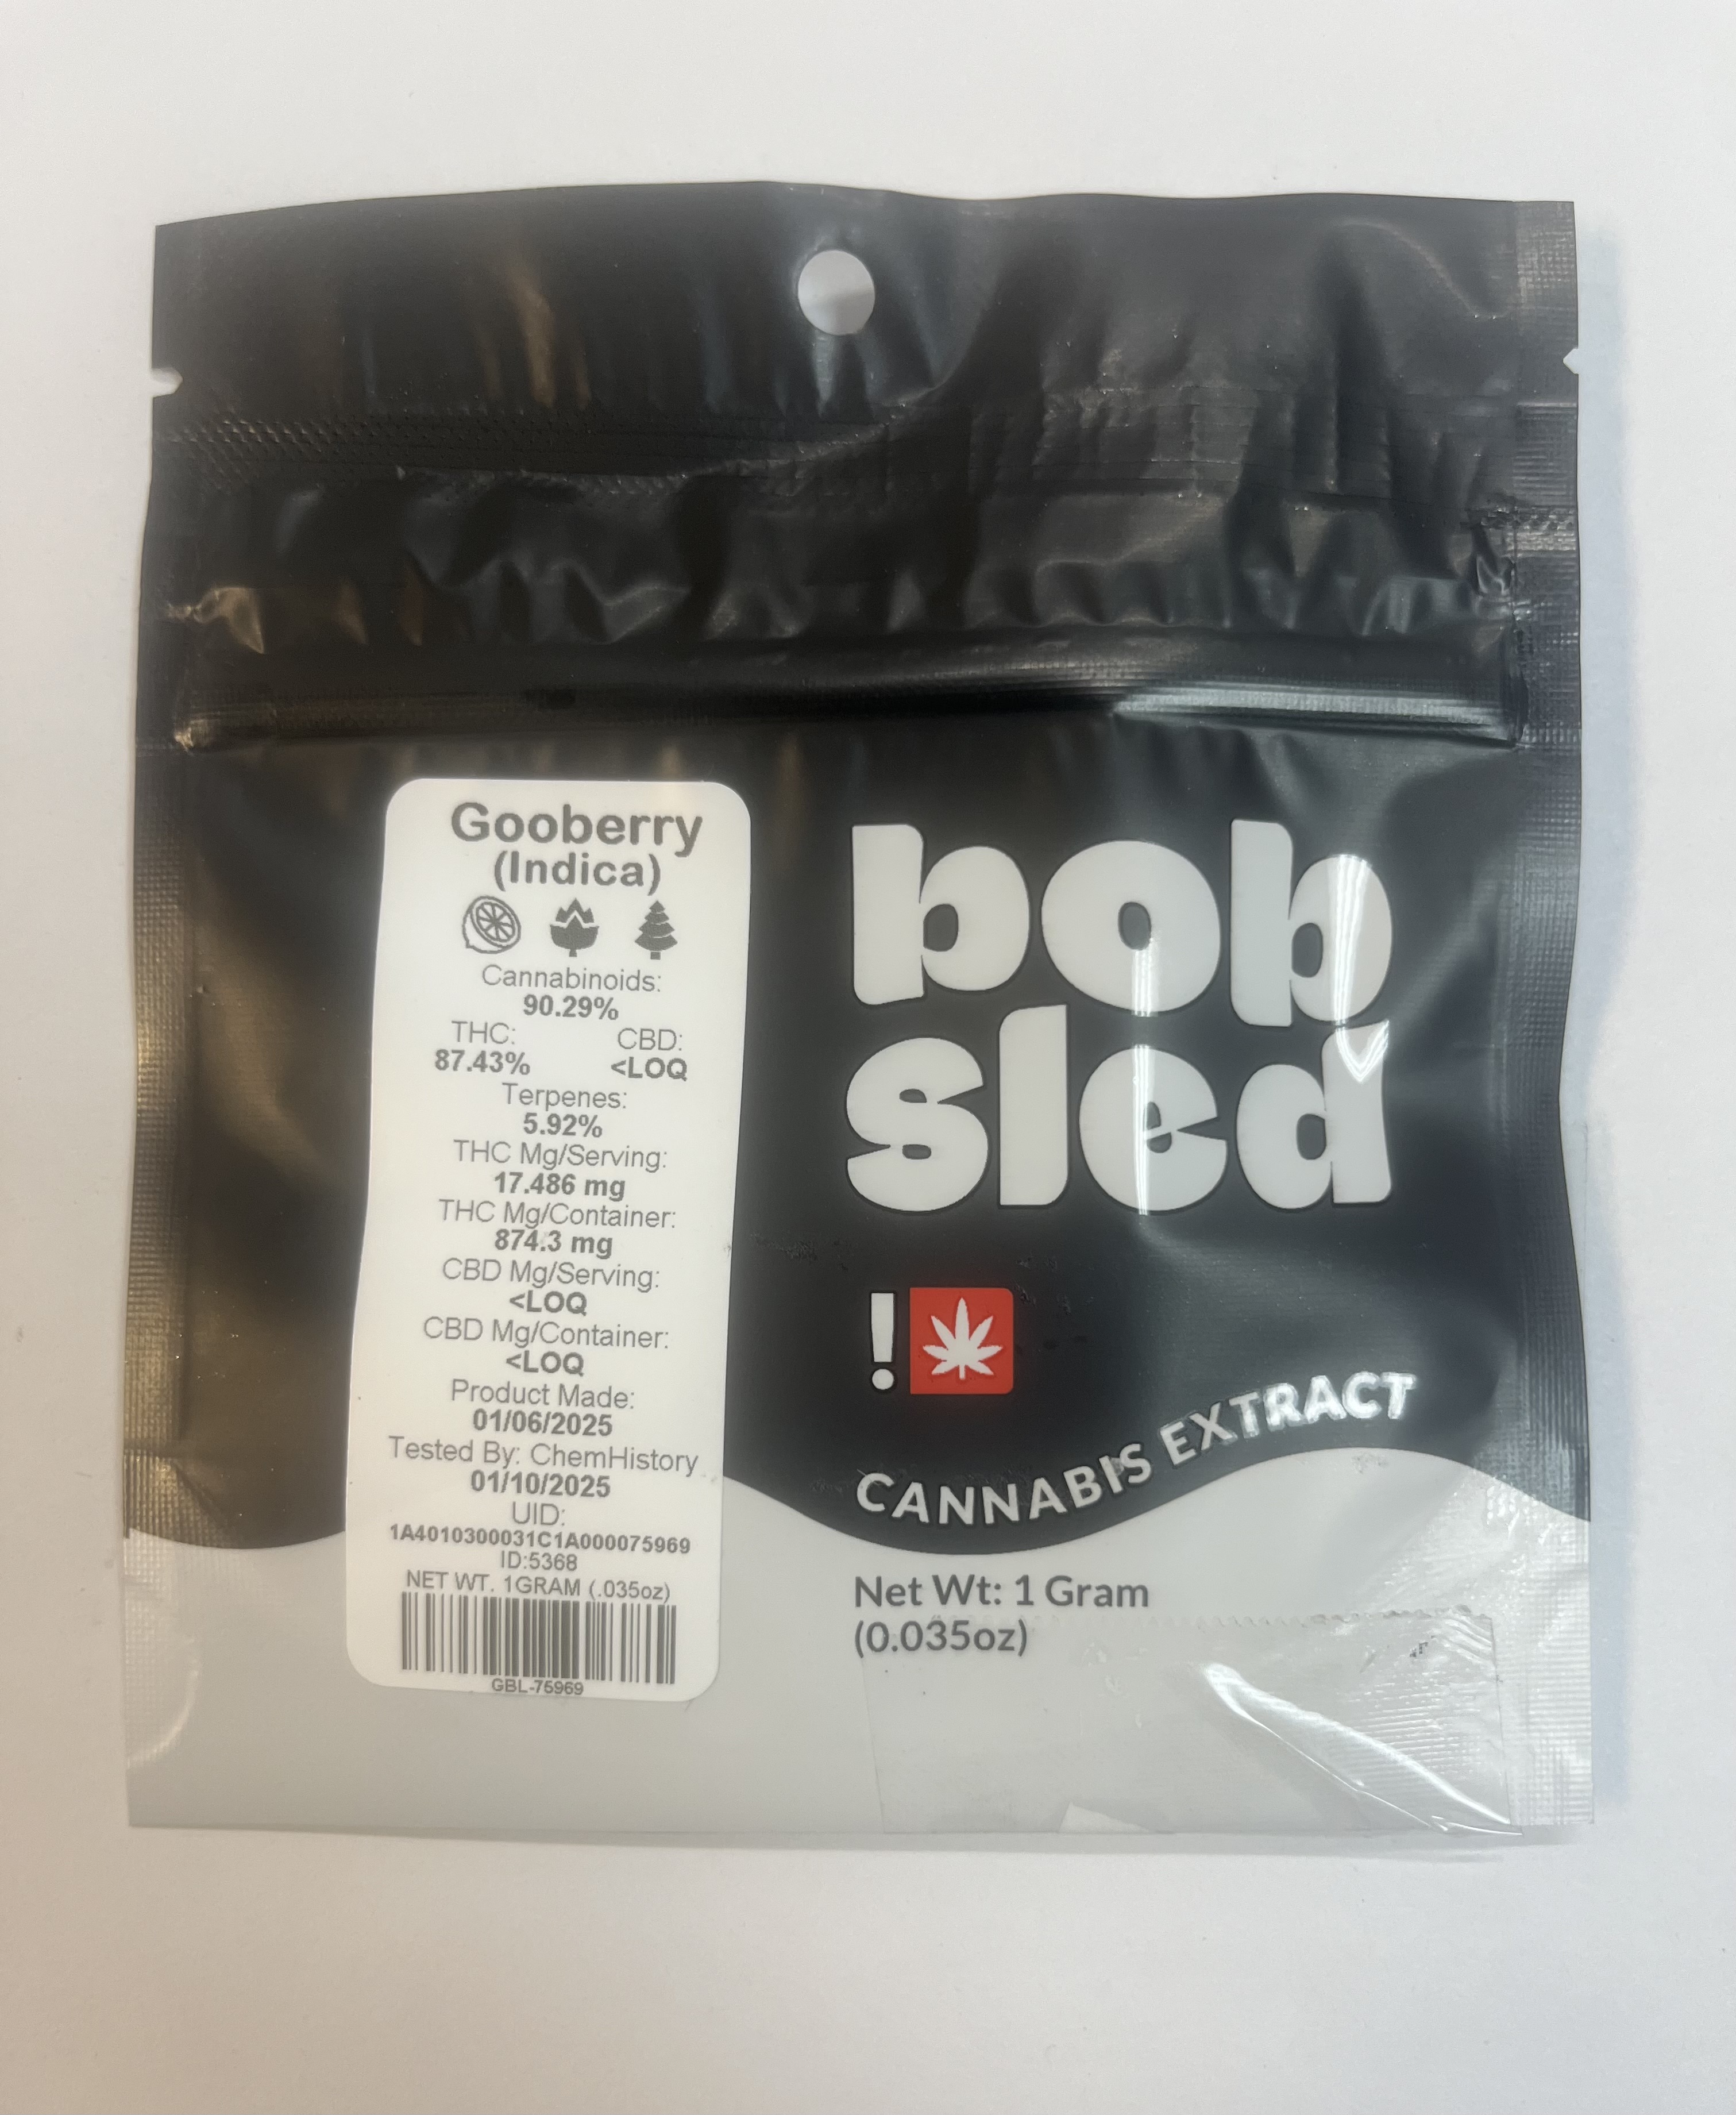 Gooberry
(Indica)
Cannabinoids:
90.29%
THC: CBD:
87.43% <LOQ
Terpenes:
5.92%
THC Mg/Serving:
17.486 mg
THC Mg/Container:
874.3 mg
CBD Mg/Serving:
<LOQ
CBD Mg/Container:
<LOQ
Product Made:
01/06/2025
Tested By: ChemHistory
01/10/2025
UID:
1A4010300031C1A000075969
ID:5368
NET WT. 1GRAM (.035oz)
GBL-75969
bob
sled
!
CANNABIS EXTRACT
Net Wt: 1 Gram
(0.035oz)